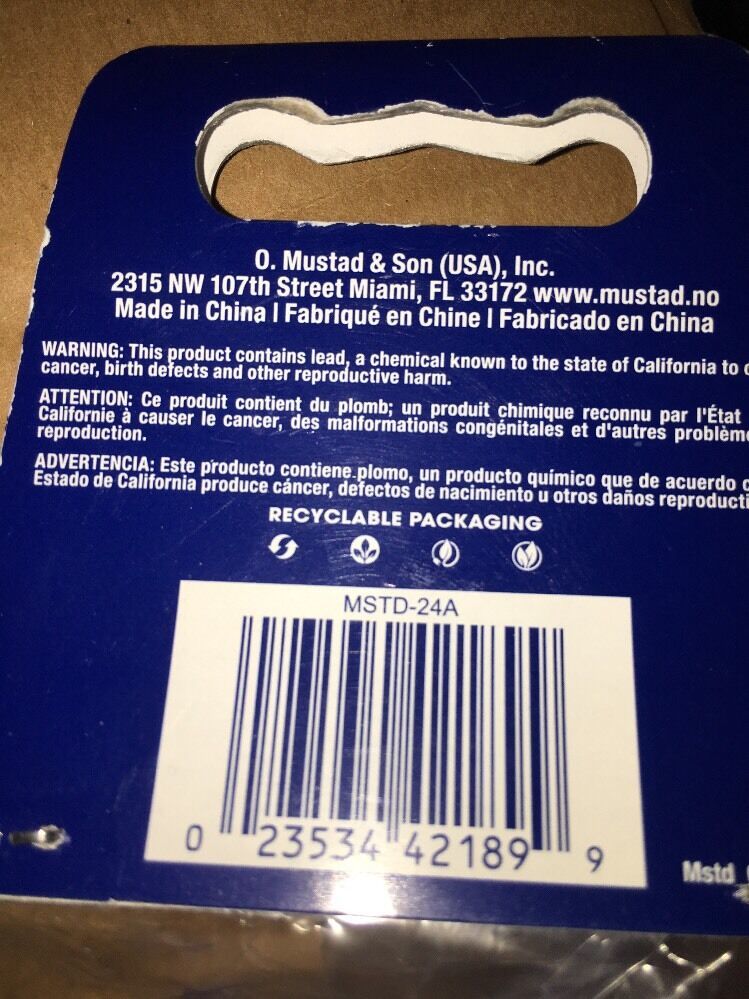 O. Mustad & Son (USA), Inc.
2315 NW 107th Street Miami, FL 33172 www.mustad.no
Made in China I Fabriqué en Chine I Fabricado en China
WARNING: This product contains lead, a chemical known to the state of California to
cancer, birth defects and other reproductive harm.
ATTENTION: Ce produit contient du plomb; un produit chimique reconnu par l'État
Californie à causer le cancer, des malformations congénitales et d'autres problèm
reproduction.
ADVERTENCIA: Este producto contiene plomo, un producto químico que de acuerdo
Estado de California produce cáncer, defectos de nacimiento u otros daños reproducti
RECYCLABLE PACKAGING
MSTD-24A
0 23534 42189 9
Mstd